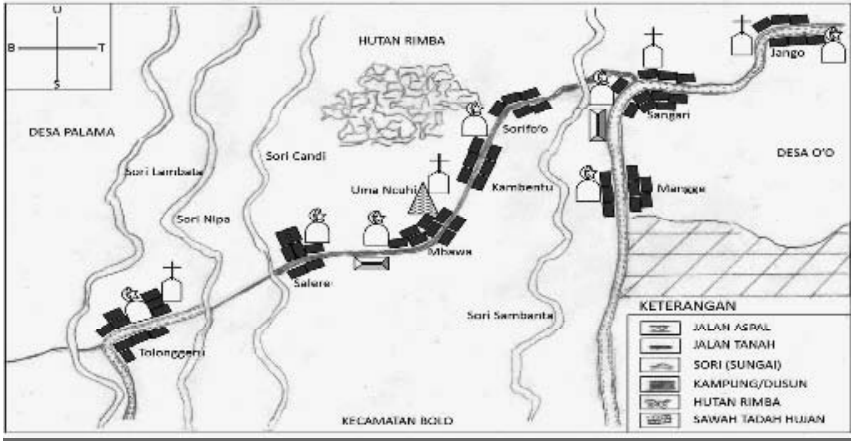 U
B T
S
HUTAN RIMBA
DESA PALAMA
Sori Lambata
Sori Nipa
Sori Candi
Uma Ncuhi
Sorifo'o
Kambentu
Sangari
Jango
DESA O'O
Mangge
Mbawa
Salere
Tolonggeru
Sori Sambanta
KECAMATAN BOLO
KETERANGAN
JALAN ASPAL
JALAN TANAH
SORI (SUNGAI)
KAMPUNG/DUSUN
HUTAN RIMBA
SAWAH TADAH HUJAN